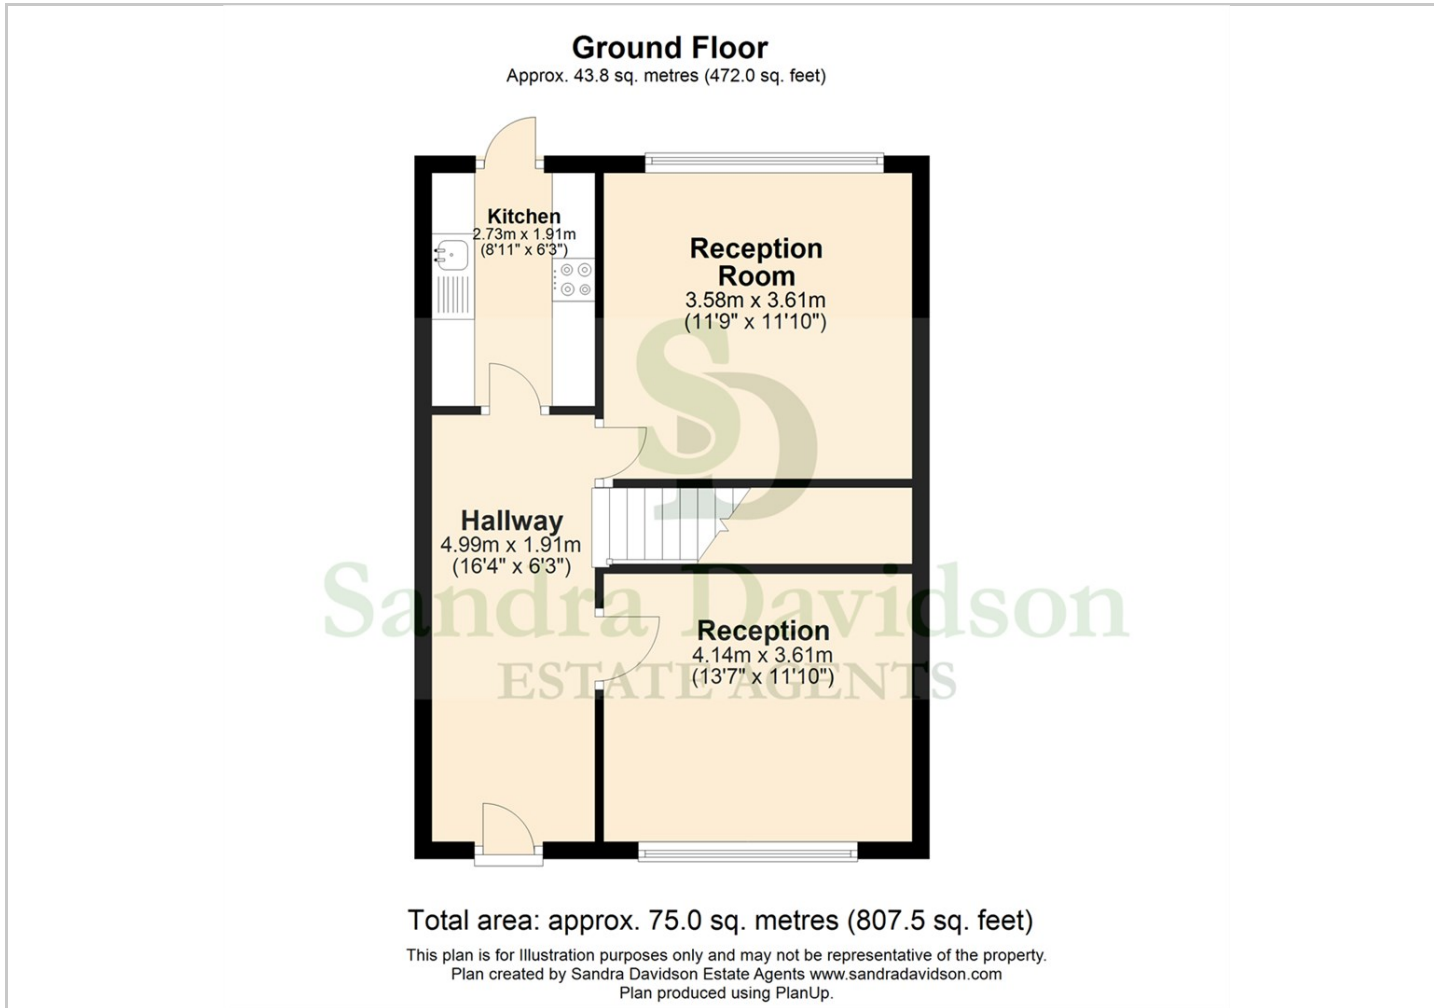 Ground Floor
Approx. 43.8 sq. metres (472.0 sq. feet)
Kitchen
2.73m x 1.91m
(8'11" x 6'3")
Reception
Room
3.58m x 3.61m
(11'9" x 11'10")
SD
Hallway
4.99m x 1.91m
(16'4" x 6'3")
Sandra Davidson
ESTATE AGENTS
Reception
4.14m x 3.61m
(13'7" x 11'10")
Total area: approx. 75.0 sq. metres (807.5 sq. feet)
This plan is for Illustration purposes only and may not be representative of the property.
Plan created by Sandra Davidson Estate Agents www.sandradavidson.com
Plan produced using PlanUp.